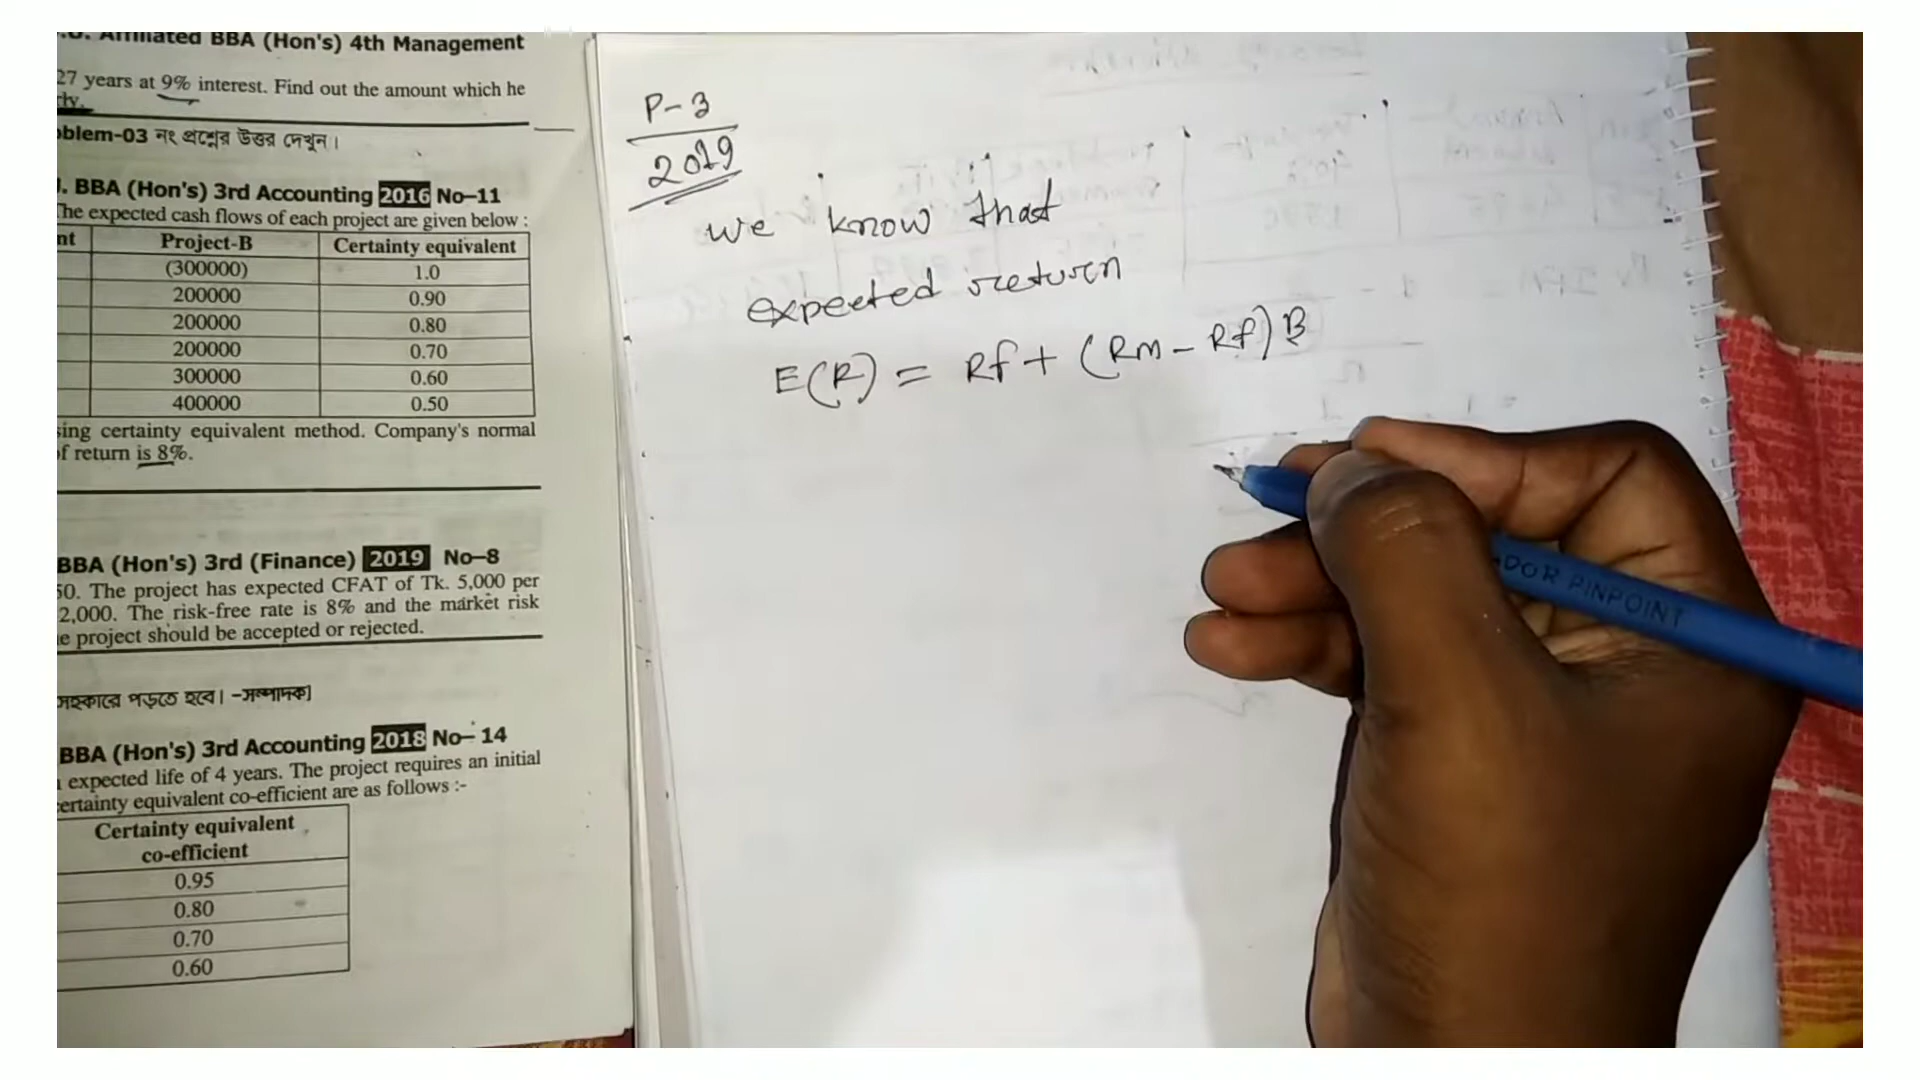 Affiliated BBA (Hon's) 4th Management
27 years at 9% interest. Find out the amount which he
oblem-03 নং প্রশ্নের উত্তর দেখুন।
. BBA (Hon's) 3rd Accounting 2016 No–11
The expected cash flows of each project are given below :
nt Project-B Certainty equivalent
(300000) 1.0
200000 0.90
200000 0.80
200000 0.70
300000 0.60
400000 0.50
sing certainty equivalent method. Company's normal
of return is 8%.
BBA (Hon's) 3rd (Finance) 2019 No–8
50. The project has expected CFAT of Tk. 5,000 per
2,000. The risk-free rate is 8% and the market risk
e project should be accepted or rejected.
সহকারে পড়তে হবে। –সম্পাদক]
BBA (Hon's) 3rd Accounting 2018 No– 14
expected life of 4 years. The project requires an initial
certainty equivalent co-efficient are as follows :-
Certainty equivalent
co-efficient
0.95
0.80
0.70
0.60
P-3
2019
we know that
expected return
E(R) = Rf + (Rm - Rf) B
PINPOINT